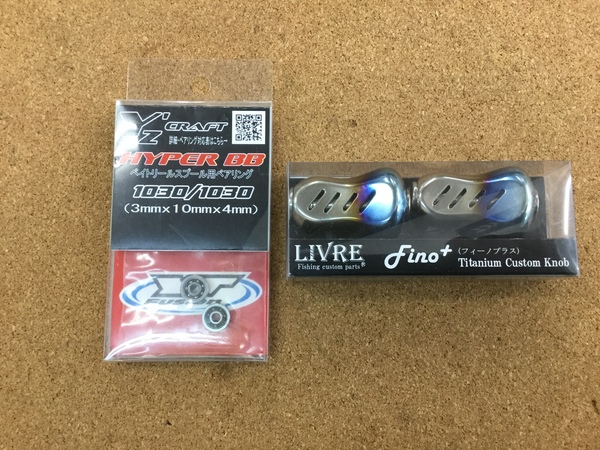 Yz CRAFT
詳細・ベアリング対応表はこちら→
HYPER BB
ベイトリールスプール用ベアリング
1030/1030
(3mm×10mm×4mm)
Fusion
LIVRE
Fishing custom parts®
Fino+
(フィーノプラス)
Titanium Custom Knob